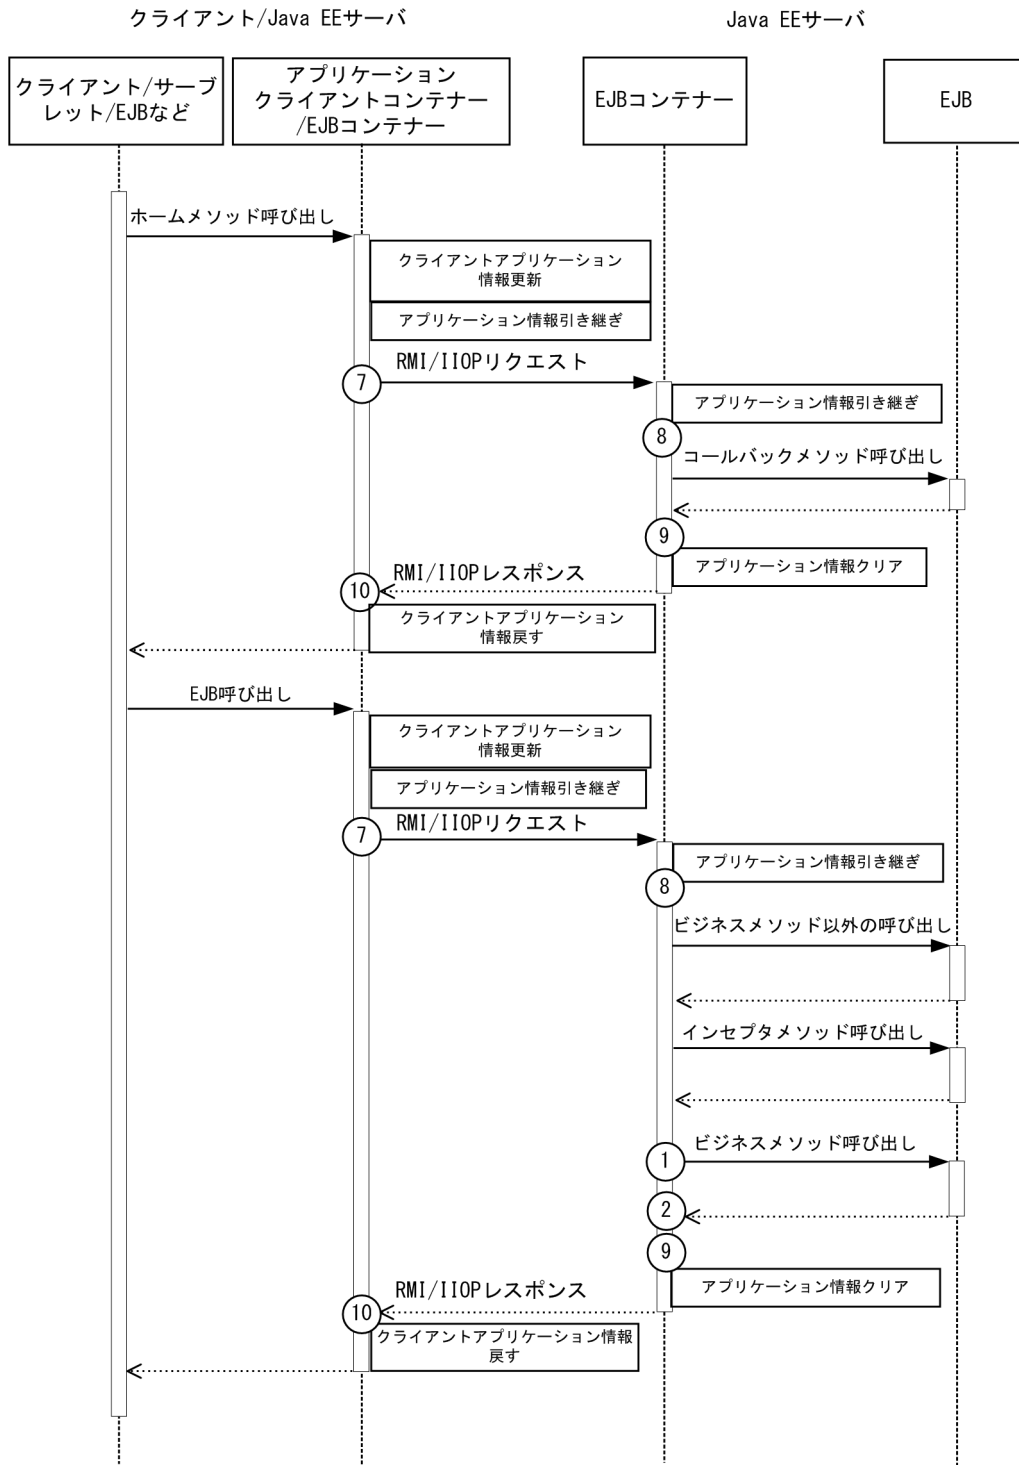 クライアント/Java EEサーバ
Java EEサーバ
クライアント/サーブ
レット/EJBなど
アプリケーション
クライアントコンテナー
/EJBコンテナー
EJBコンテナー
EJB
ホームメソッド呼び出し
クライアントアプリケーション
情報更新
アプリケーション情報引き継ぎ
RMI/IIOPリクエスト
7
アプリケーション情報引き継ぎ
8
コールバックメソッド呼び出し
9
アプリケーション情報クリア
RMI/IIOPレスポンス
10
クライアントアプリケーション
情報戻す
EJB呼び出し
クライアントアプリケーション
情報更新
アプリケーション情報引き継ぎ
RMI/IIOPリクエスト
7
アプリケーション情報引き継ぎ
8
ビジネスメソッド以外の呼び出し
インセプタメソッド呼び出し
ビジネスメソッド呼び出し
1
2
9
アプリケーション情報クリア
RMI/IIOPレスポンス
10
クライアントアプリケーション情報
戻す